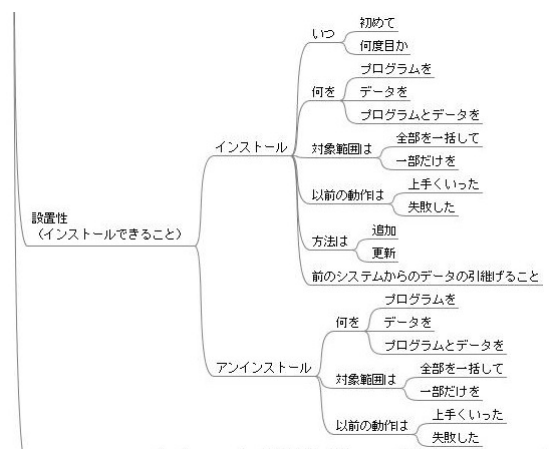 設置性
（インストールできること）
インストール
いつ
初めて
何度目か
何を
プログラムを
データを
プログラムとデータを
対象範囲は
全部を一括して
一部だけを
以前の動作は
上手くいった
失敗した
方法は
追加
更新
前のシステムからのデータの引継げること
アンインストール
何を
プログラムを
データを
プログラムとデータを
対象範囲は
全部を一括して
一部だけを
以前の動作は
上手くいった
失敗した